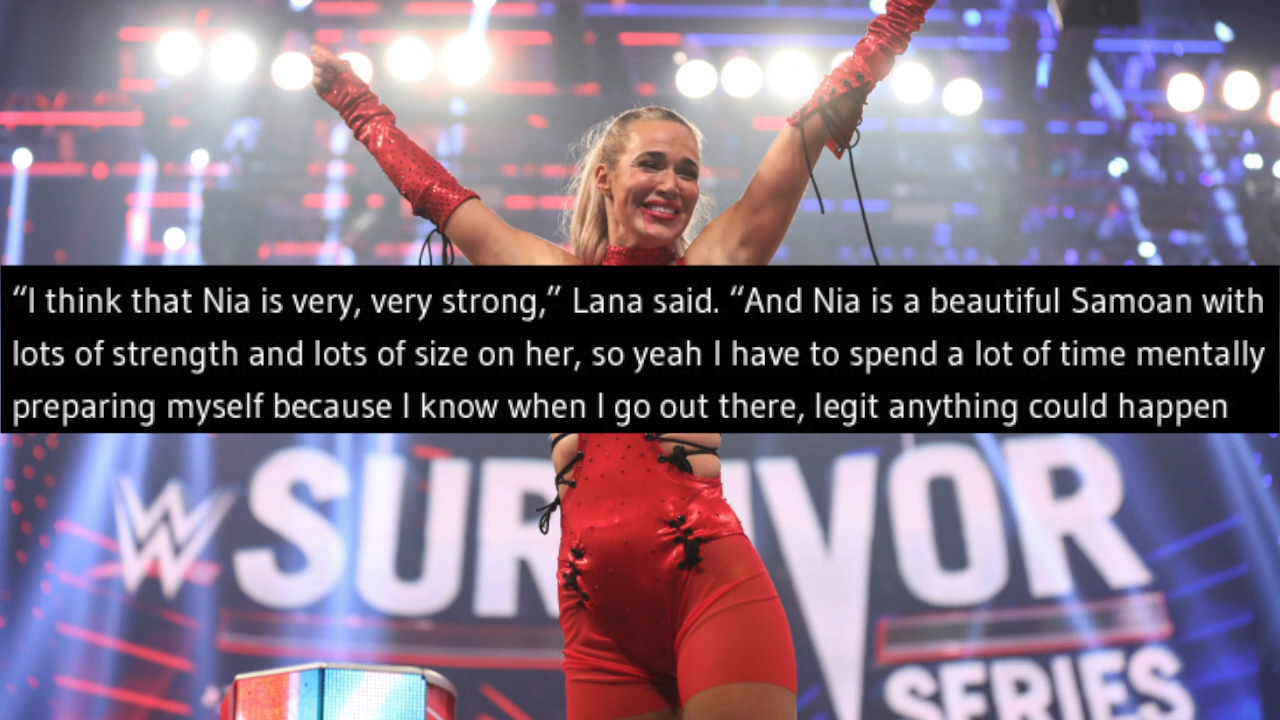 “I think that Nia is very, very strong,” Lana said. “And Nia is a beautiful Samoan with
lots of strength and lots of size on her, so yeah I have to spend a lot of time mentally
preparing myself because I know when I go out there, legit anything could happen
W SUR VOR
SERIES